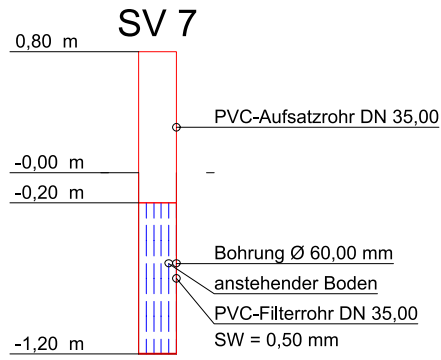 SV 7
0,80 m
PVC-Aufsatzrohr DN 35,00
-0,00 m
-0,20 m
Bohrung Ø 60,00 mm
anstehender Boden
PVC-Filterrohr DN 35,00
SW = 0,50 mm
-1,20 m